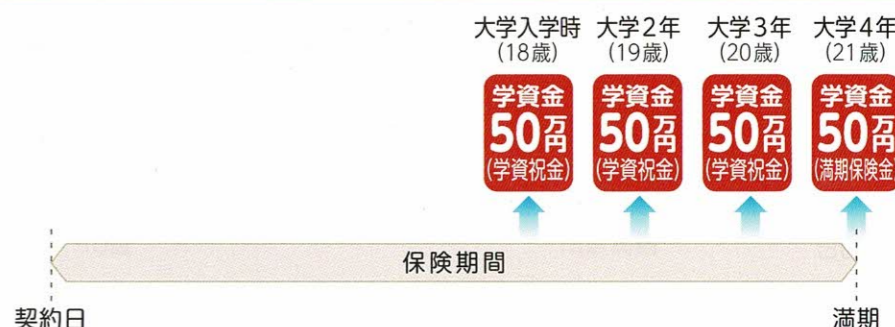 大学入学時 大学2年 大学3年 大学4年
(18歳) (19歳) (20歳) (21歳)
学資金 学資金 学資金 学資金
50万円 50万円 50万円 50万円
(学資祝金) (学資祝金) (学資祝金) (満期保険金)
保険期間
契約日 満期